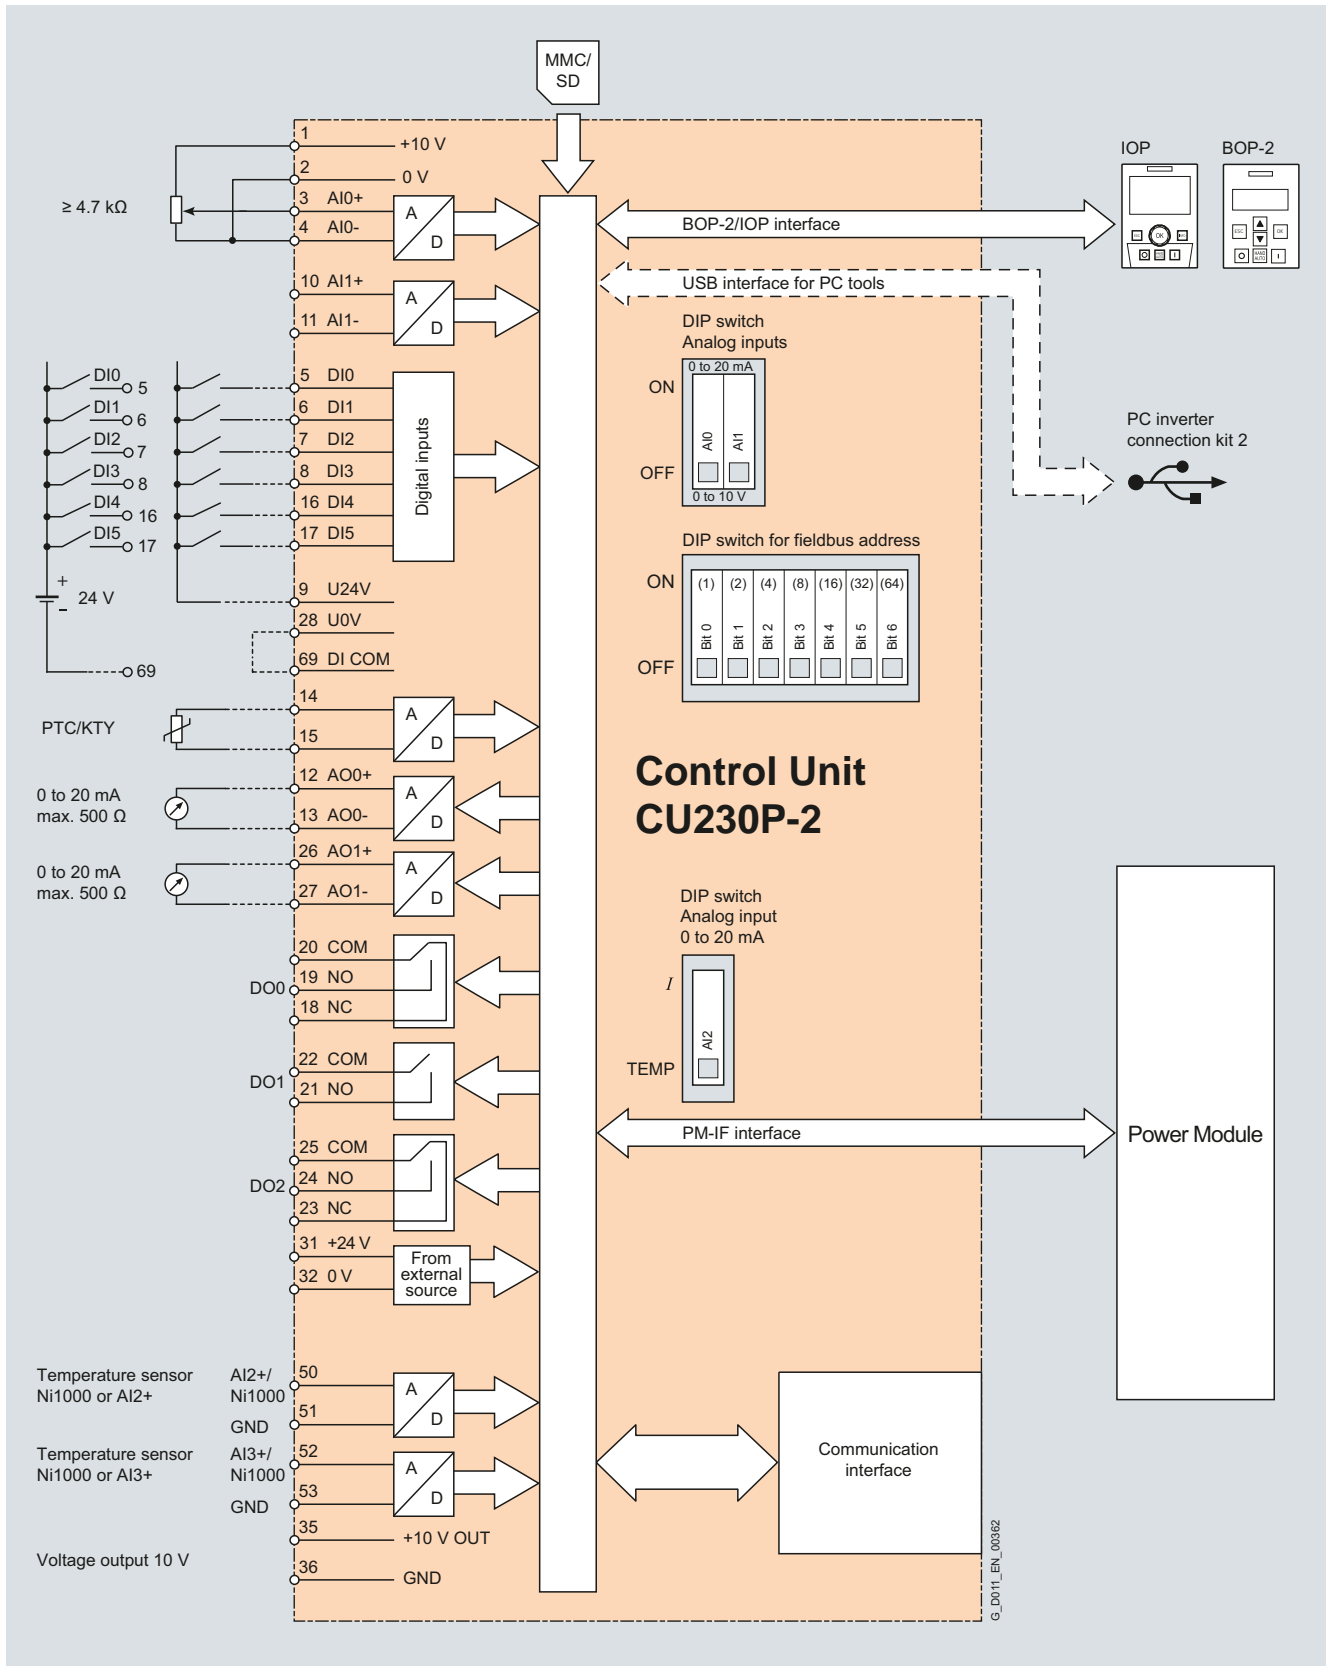 MMC/
SD
1
+10 V
2
0 V
≥ 4.7 kΩ
3 AI0+
4 AI0-
A
D
10 AI1+
11 AI1-
A
D
BOP-2/IOP interface
IOP
BOP-2
ESC
OK
OK
HAND
AUTO
USB interface for PC tools
PC inverter
connection kit 2
DIP switch
Analog inputs
0 to 20 mA
ON
AI0
AI1
OFF
0 to 10 V
DI0
5
DI1
6
DI2
7
DI3
8
DI4
16
DI5
17
+
-
24 V
69
5 DI0
6 DI1
7 DI2
8 DI3
16 DI4
17 DI5
Digital inputs
9 U24V
28 U0V
69 DI COM
DIP switch for fieldbus address
ON
(1) (2) (4) (8) (16) (32) (64)
Bit 0 Bit 1 Bit 2 Bit 3 Bit 4 Bit 5 Bit 6
OFF
PTC/KTY
14
15
A
D
Control Unit
CU230P-2
0 to 20 mA
max. 500 Ω
12 AO0+
13 AO0-
A
D
0 to 20 mA
max. 500 Ω
26 AO1+
27 AO1-
A
D
DIP switch
Analog input
0 to 20 mA
I
AI2
TEMP
DO0
20 COM
19 NO
18 NC
DO1
22 COM
21 NO
DO2
25 COM
24 NO
23 NC
PM-IF interface
Power Module
31 +24 V
32 0 V
From
external
source
Temperature sensor
Ni1000 or AI2+
AI2+/
Ni1000
GND
50
51
A
D
Temperature sensor
Ni1000 or AI3+
AI3+/
Ni1000
GND
52
53
A
D
Communication
interface
Voltage output 10 V
35
+10 V OUT
36
GND
G_D011_EN_00362